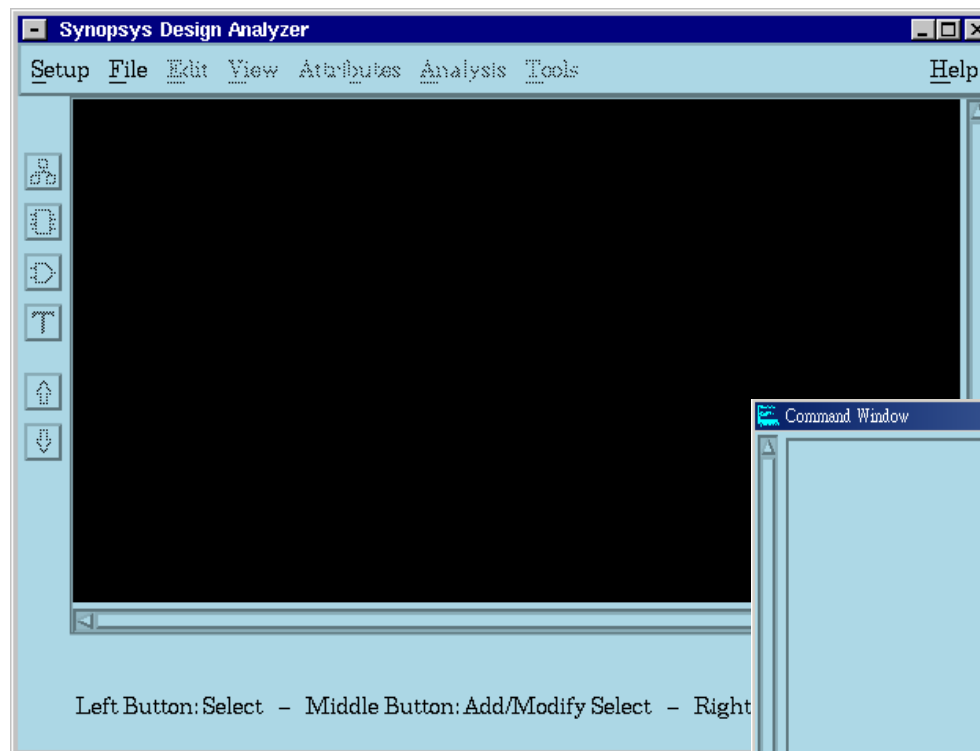 Synopsys Design Analyzer
Setup File Edit View Attributes Analysis Tools Help
T
Command Window
Left Button: Select – Middle Button: Add/Modify Select – Right